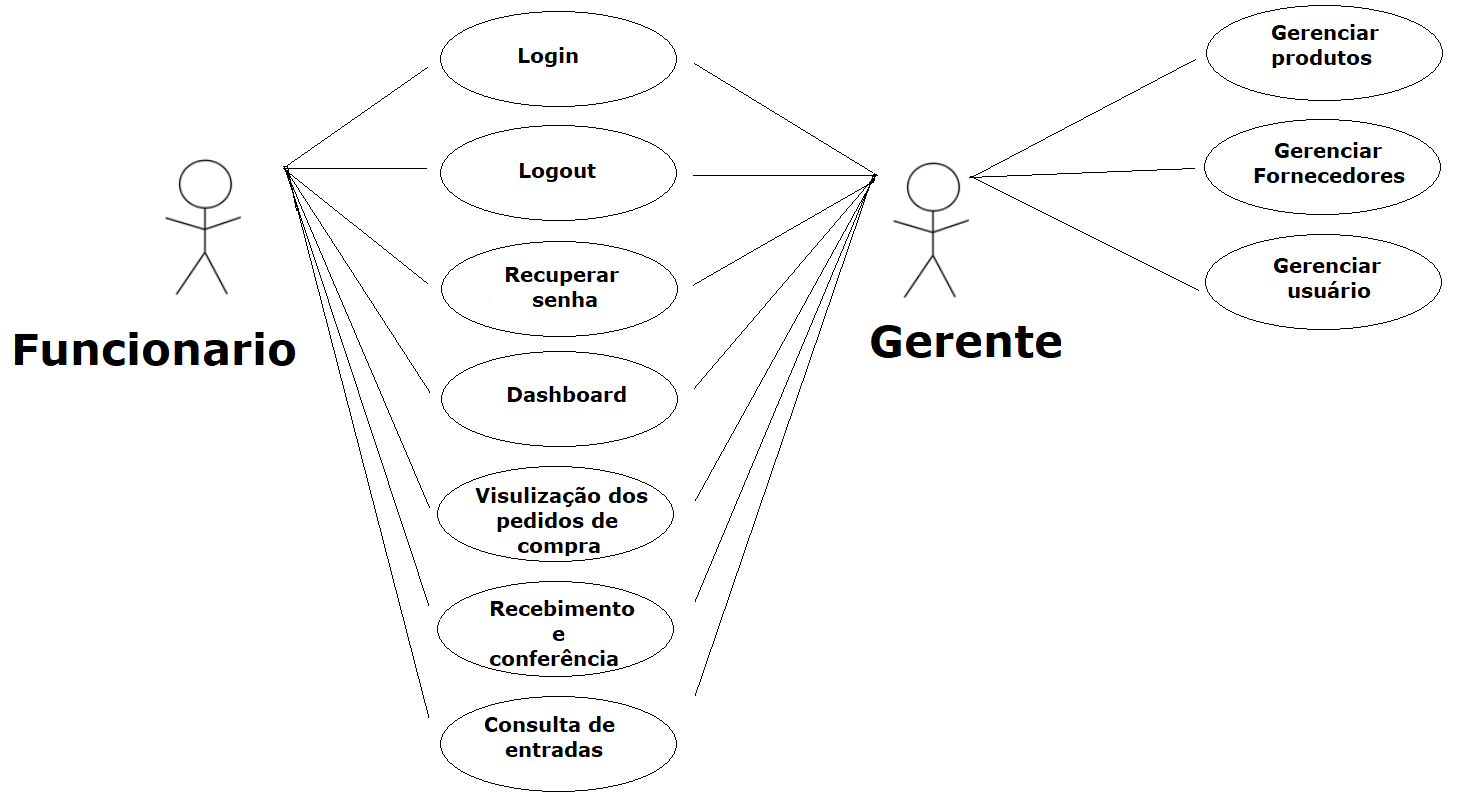 Login
Logout
Recuperar
senha
Dashboard
Visulização dos
pedidos de
compra
Recebimento
e
conferência
Consulta de
entradas
Funcionario
Gerente
Gerenciar
produtos
Gerenciar
Fornecedores
Gerenciar
usuário